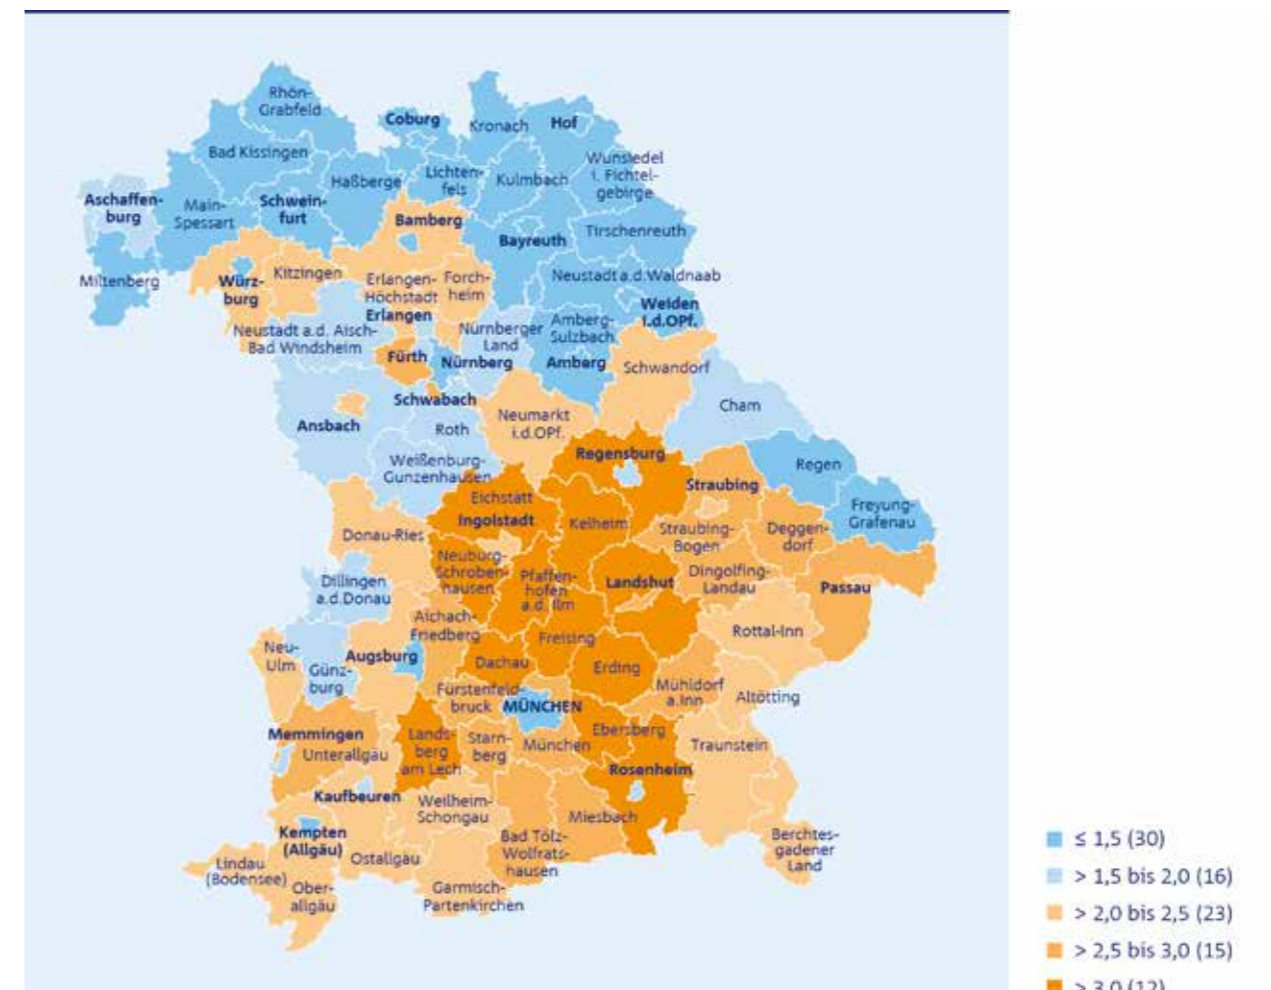 Rhön-
Grabfeld
Coburg
Kronach
Hof
Bad Kissingen
Wunsiedel
i. Fichtel-
gebirge
Haßberge
Lichten-
fels
Kulmbach
Aschaffen-
burg
Main-
Spessart
Schwein-
furt
Bamberg
Bayreuth
Tirschenreuth
Miltenberg
Würz-
burg
Kitzingen
Erlangen-
Höchstadt
Forch-
heim
Neustadt a.d.Waldnaab
Erlangen
Weiden
i.d.OPf.
Neustadt a.d. Aisch-
Bad Windsheim
Nürnberger
Land
Amberg-
Sulzbach
Fürth
Nürnberg
Amberg
Schwandorf
Schwabach
Cham
Ansbach
Roth
Neumarkt
i.d.OPf.
Weißenburg-
Gunzenhausen
Regensburg
Regen
Eichstätt
Straubing
Ingolstadt
Kelheim
Freyung-
Grafenau
Donau-Ries
Straubing-
Bogen
Deggen-
dorf
Neuburg-
Schroben-
hausen
Pfaffen-
hofen
a.d. Ilm
Landshut
Dingolfing-
Landau
Passau
Dillingen
a.d.Donau
Aichach-
Friedberg
Freising
Rottal-Inn
Neu-
Ulm
Günz-
burg
Augsburg
Dachau
Erding
Fürstenfeld-
bruck
MÜNCHEN
Mühldorf
a.Inn
Altötting
Memmingen
Unterallgäu
Lands-
berg
am Lech
Starn-
berg
München
Ebersberg
Traunstein
Rosenheim
Kaufbeuren
Weilheim-
Schongau
Miesbach
Kempten
(Allgäu)
Ostallgäu
Bad Tölz-
Wolfrats-
hausen
Berchtes-
gadener
Land
Lindau
(Bodensee)
Ober-
allgäu
Garmisch-
Partenkirchen
≤ 1,5 (30)
> 1,5 bis 2,0 (16)
> 2,0 bis 2,5 (23)
> 2,5 bis 3,0 (15)
> 3,0 (12)